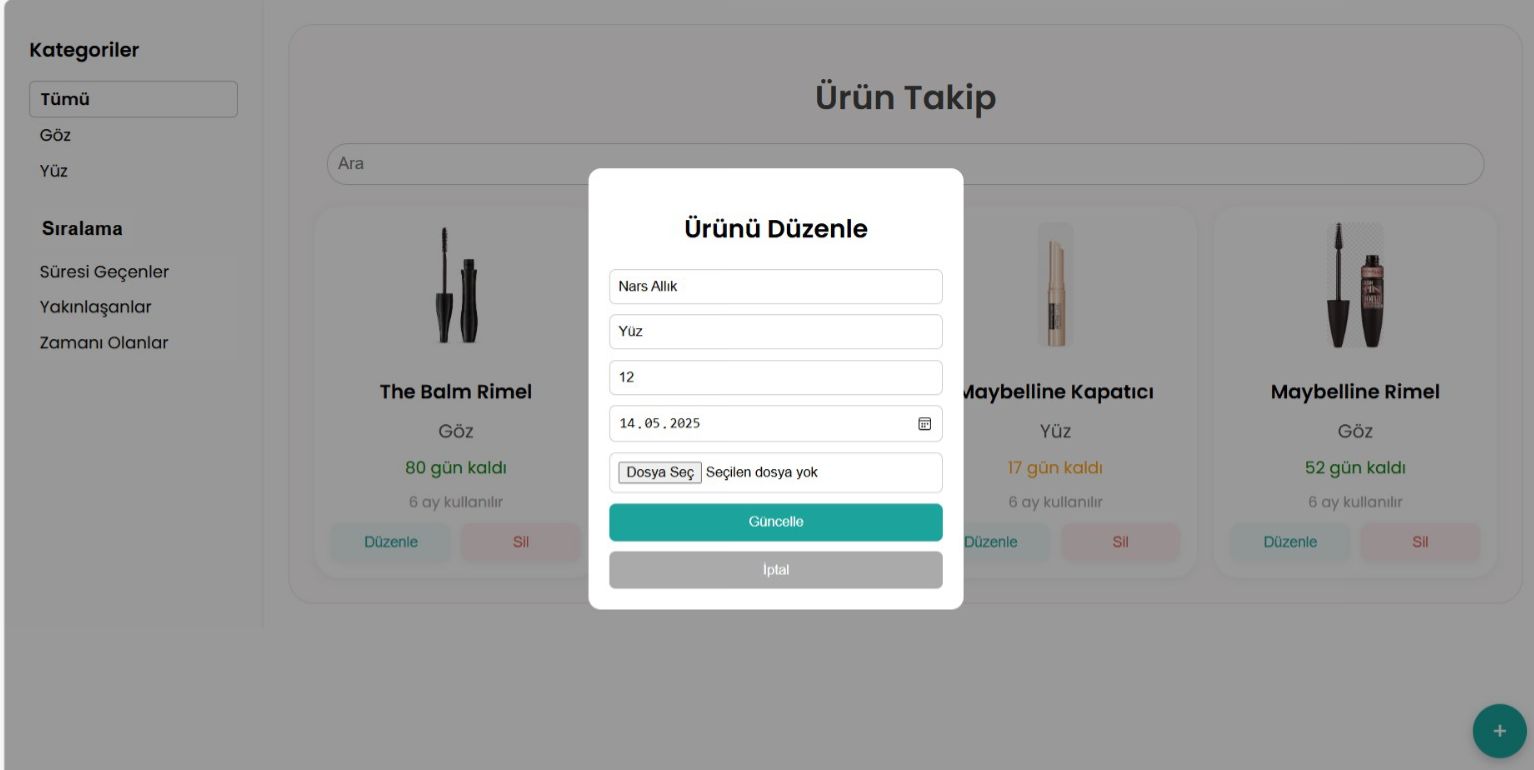 Kategoriler
Tümü
Göz
Yüz
Sıralama
Süresi Geçenler
Yakınlaşanlar
Zamanı Olanlar
Ürün Takip
Ara
The Balm Rimel
Göz
80 gün kaldı
6 ay kullanılır
Düzenle Sil
Ürünü Düzenle
Nars Allık
Yüz
12
14.05.2025
Dosya Seç Seçilen dosya yok
Güncelle
İptal
Maybelline Kapatıcı
Yüz
17 gün kaldı
6 ay kullanılır
Düzenle Sil
Maybelline Rimel
Göz
52 gün kaldı
6 ay kullanılır
Düzenle Sil
+